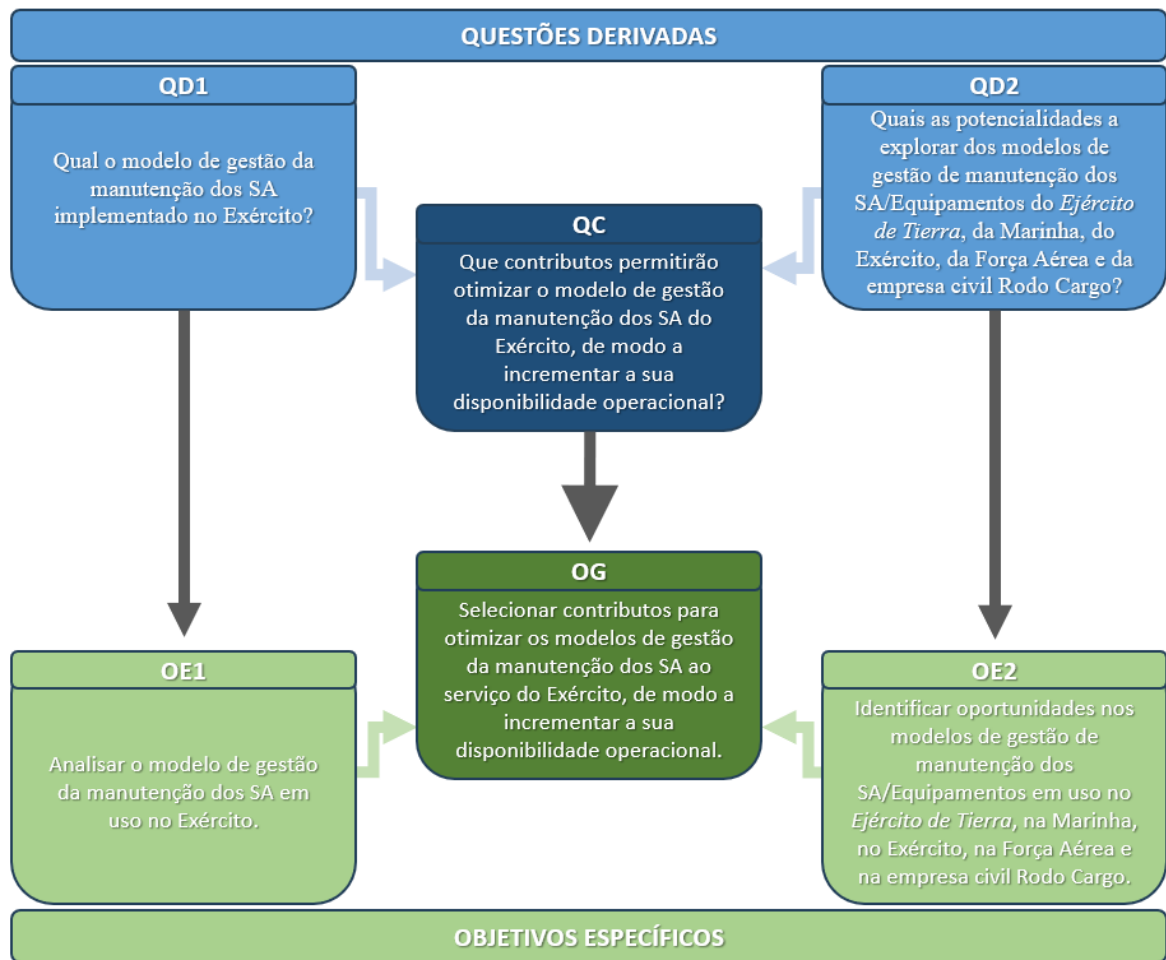 QUESTÕES DERIVADAS
QD1
Qual o modelo de gestão da
manutenção dos SA
implementado no Exército?
QD2
Quais as potencialidades a
explorar dos modelos de
gestão de manutenção dos
SA/Equipamentos do Ejército
de Tierra, da Marinha, do
Exército, da Força Aérea e da
empresa civil Rodo Cargo?
QC
Que contributos permitirão
otimizar o modelo de gestão
da manutenção dos SA do
Exército, de modo a
incrementar a sua
disponibilidade operacional?
OG
Selecionar contributos para
otimizar os modelos de gestão
da manutenção dos SA ao
serviço do Exército, de modo a
incrementar a sua
disponibilidade operacional.
OE1
Analisar o modelo de gestão
da manutenção dos SA em
uso no Exército.
OE2
Identificar oportunidades nos
modelos de gestão de
manutenção dos
SA/Equipamentos em uso no
Ejército de Tierra, na Marinha,
no Exército, na Força Aérea e
na empresa civil Rodo Cargo.
OBJETIVOS ESPECÍFICOS